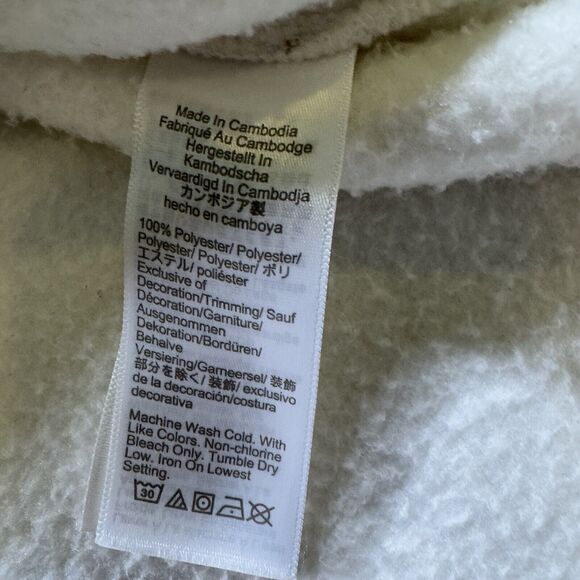 Made In Cambodia
Fabriqué Au Cambodge
Hergestellt In
Kambodscha
Vervaardigd In Cambodja
カンボジア製
hecho en camboya
100% Polyester/ Polyester/
Polyester/ Polyester/ ポリ
エステル/ poliéster
Exclusive of
Decoration/Trimming/ Sauf
Décoration/Garniture/
Ausgenommen
Dekoration/Bordüren/
Behalve
Versiering/Garneersel/ 装飾
部分を除く/ 装飾/ exclusivo
de la decoración/costura
decorativa
Machine Wash Cold. With
Like Colors. Non-chlorine
Bleach Only. Tumble Dry
Low. Iron On Lowest
Setting.
30